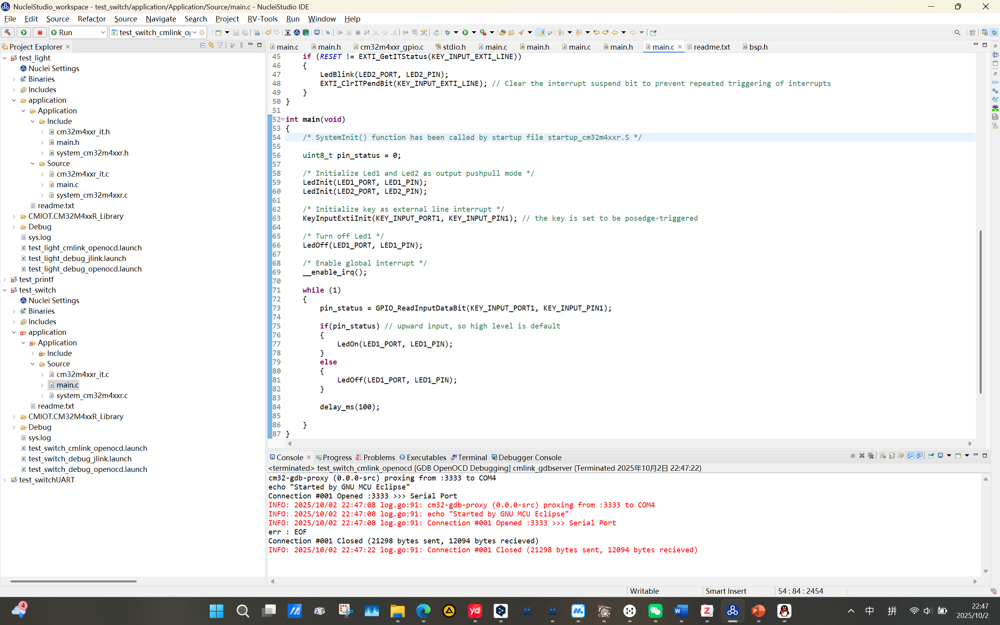 NucleiStudio_workspace - test_switch/application/Application/Source/main.c - NucleiStudio IDE
File Edit Source Refactor Source Navigate Search Project RV-Tools Run Window Help
Run
test_switch_cmlink_o
Project Explorer
test_light
Nuclei Settings
Binaries
Includes
application
Application
Include
cm32m4xxr_it.h
main.h
system_cm32m4xxr.h
Source
cm32m4xxr_it.c
main.c
system_cm32m4xxr.c
readme.txt
CMIOT.CM32M4xxR_Library
Debug
sys.log
test_light_cmlink_openocd.launch
test_light_debug_jlink.launch
test_light_debug_openocd.launch
test_printf
test_switch
Nuclei Settings
Binaries
Includes
application
Application
Include
Source
cm32m4xxr_it.c
main.c
system_cm32m4xxr.c
readme.txt
CMIOT.CM32M4xxR_Library
Debug
sys.log
test_switch_cmlink_openocd.launch
test_switch_debug_jlink.launch
test_switch_debug_openocd.launch
test_switchUART
main.c main.h cm32m4xxr_gpio.c stdio.h main.c main.h main.c main.h main.c readme.txt bsp.h
45 if (RESET != EXTI_GetITStatus(KEY_INPUT_EXTI_LINE))
46 {
47 LedBlink(LED2_PORT, LED2_PIN);
48 EXTI_ClrITPendBit(KEY_INPUT_EXTI_LINE); // Clear the interrupt suspend bit to prevent repeated triggering of interrupts
49 }
50 }
51
52 int main(void)
53 {
54 /* SystemInit() function has been called by startup file startup_cm32m4xxr.S */
55
56 uint8_t pin_status = 0;
57
58 /* Initialize Led1 and Led2 as output pushpull mode */
59 LedInit(LED1_PORT, LED1_PIN);
60 LedInit(LED2_PORT, LED2_PIN);
61
62 /* Initialize key as external line interrupt */
63 KeyInputExtiInit(KEY_INPUT_PORT1, KEY_INPUT_PIN1); // the key is set to be posedge-triggered
64
65 /* Turn off Led1 */
66 LedOff(LED1_PORT, LED1_PIN);
67
68 /* Enable global interrupt */
69 __enable_irq();
70
71 while (1)
72 {
73 pin_status = GPIO_ReadInputDataBit(KEY_INPUT_PORT1, KEY_INPUT_PIN1);
74
75 if(pin_status) // upward input, so high level is default
76 {
77 LedOn(LED1_PORT, LED1_PIN);
78 }
79 else
80 {
81 LedOff(LED1_PORT, LED1_PIN);
82 }
83
84 delay_ms(100);
85
86 }
87 }
Console Progress Problems Executables Terminal Debugger Console
<terminated> test_switch_cmlink_openocd [GDB OpenOCD Debugging] cmlink_gdbserver (Terminated 2025年10月2日 22:47:22)
cm32-gdb-proxy (0.0.0-src) proxying from :3333 to COM4
echo "Started by GNU MCU Eclipse"
Connection #001 Opened :3333 >>> Serial Port
INFO: 2025/10/02 22:47:08 log.go:91: cm32-gdb-proxy (0.0.0-src) proxing from :3333 to COM4
INFO: 2025/10/02 22:47:08 log.go:91: echo "Started by GNU MCU Eclipse"
INFO: 2025/10/02 22:47:08 log.go:91: Connection #001 Opened :3333 >>> Serial Port
err : EOF
Connection #001 Closed (21298 bytes sent, 12094 bytes recieved)
INFO: 2025/10/02 22:47:22 log.go:91: Connection #001 Closed (21298 bytes sent, 12094 bytes recieved)
Writable Smart Insert 54 : 84 : 2454
4
yd
中 拼
22:47
2025/10/2